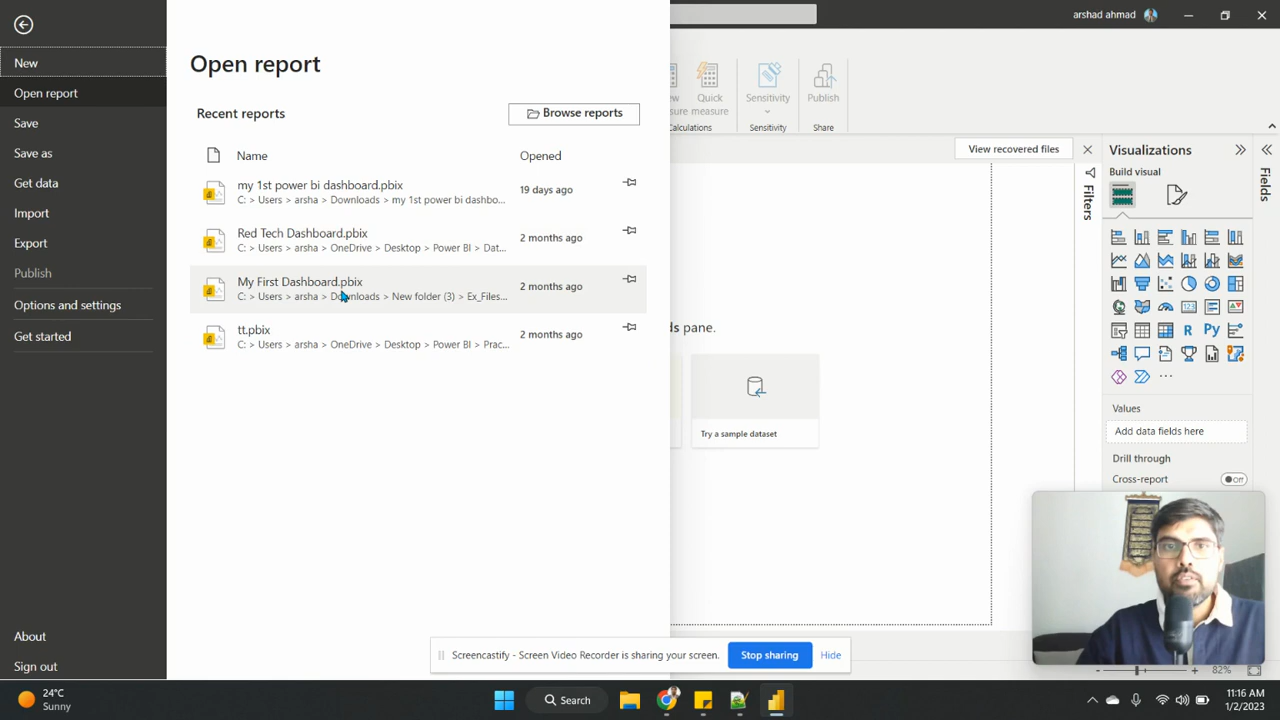 arshad ahmad
New
Open report
Save
Save as
Get data
Import
Export
Publish
Options and settings
Get started
About
Sign out
Open report
Recent reports
Browse reports
Name
Opened
my 1st power bi dashboard.pbix
C: > Users > arsha > Downloads > my 1st power bi dashbo...
19 days ago
Red Tech Dashboard.pbix
C: > Users > arsha > OneDrive > Desktop > Power BI > Dat...
2 months ago
My First Dashboard.pbix
C: > Users > arsha > Downloads > New folder (3) > Ex_Files...
2 months ago
tt.pbix
C: > Users > arsha > OneDrive > Desktop > Power BI > Prac...
2 months ago
Quick
measure
Sensitivity
Publish
Sensitivity
Share
View recovered files
Filters
Visualizations
Build visual
R Py
Values
Add data fields here
Drill through
Cross-report
Off
Fields
pane.
Try a sample dataset
Screencastify - Screen Video Recorder is sharing your screen.
Stop sharing
Hide
82%
24°C
Sunny
Search
11:16 AM
1/2/2023